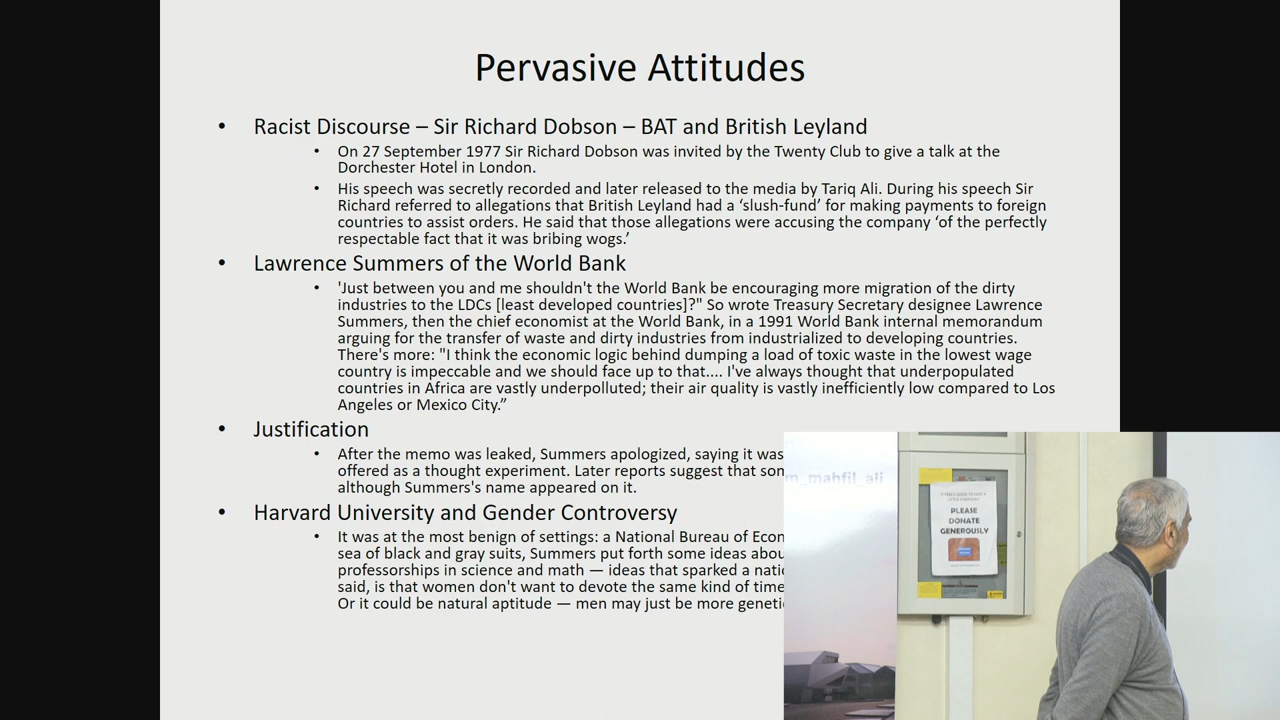 Pervasive Attitudes
• Racist Discourse – Sir Richard Dobson – BAT and British Leyland
• On 27 September 1977 Sir Richard Dobson was invited by the Twenty Club to give a talk at the
Dorchester Hotel in London.
• His speech was secretly recorded and later released to the media by Tariq Ali. During his speech Sir
Richard referred to allegations that British Leyland had a ‘slush-fund’ for making payments to foreign
countries to assist orders. He said that those allegations were accusing the company ‘of the perfectly
respectable fact that it was bribing wogs.’
• Lawrence Summers of the World Bank
• 'Just between you and me shouldn't the World Bank be encouraging more migration of the dirty
industries to the LDCs [least developed countries]?" So wrote Treasury Secretary designee Lawrence
Summers, then the chief economist at the World Bank, in a 1991 World Bank internal memorandum
arguing for the transfer of waste and dirty industries from industrialized to developing countries.
There's more: "I think the economic logic behind dumping a load of toxic waste in the lowest wage
country is impeccable and we should face up to that.... I've always thought that underpopulated
countries in Africa are vastly underpolluted; their air quality is vastly inefficiently low compared to Los
Angeles or Mexico City.”
• Justification
• After the memo was leaked, Summers apologized, saying it was
offered as a thought experiment. Later reports suggest that som
although Summers's name appeared on it.
• Harvard University and Gender Controversy
• It was at the most benign of settings: a National Bureau of Econ
sea of black and gray suits, Summers put forth some ideas abou
professorships in science and math — ideas that sparked a natio
said, is that women don't want to devote the same kind of time
Or it could be natural aptitude — men may just be more geneti
m_mahfil_ali
PLEASE
DONATE
GENEROUSLY